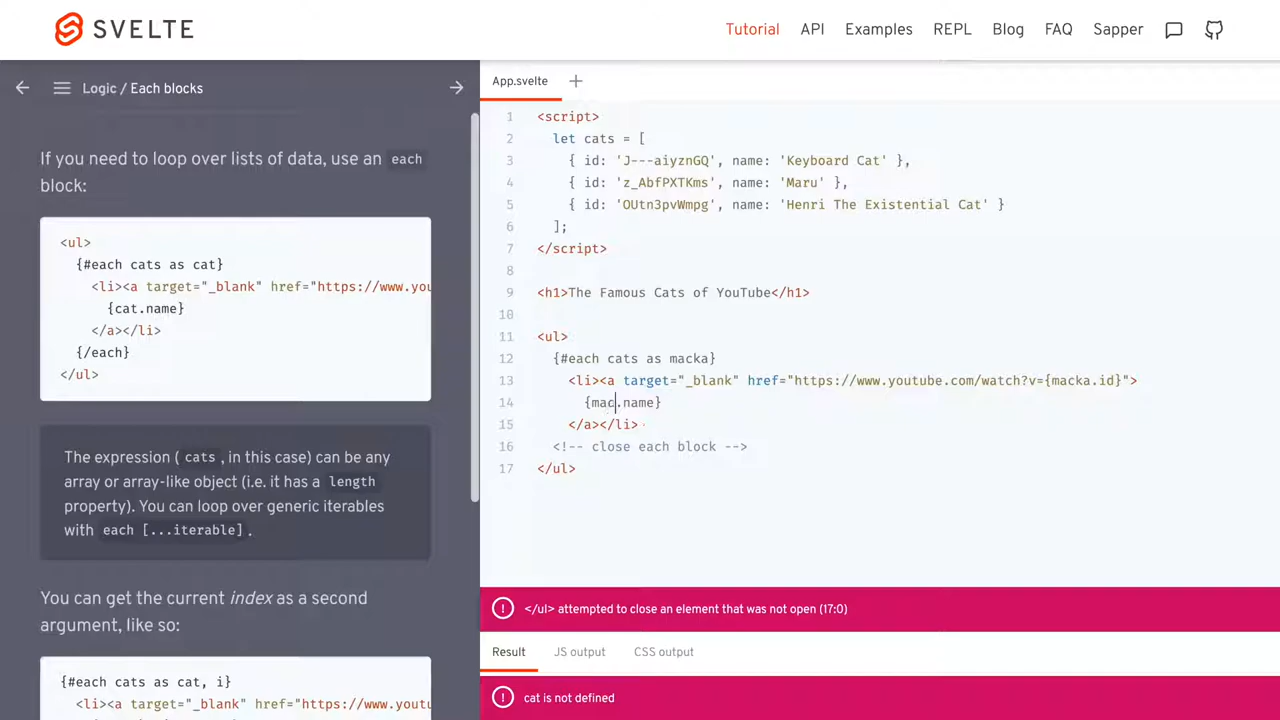 SVELTE
Tutorial API Examples REPL Blog FAQ Sapper
Logic / Each blocks
If you need to loop over lists of data, use an each
block:
<ul>
{#each cats as cat}
<li><a target="_blank" href="https://www.you
{cat.name}
</a></li>
{/each}
</ul>
The expression ( cats , in this case) can be any
array or array-like object (i.e. it has a length
property). You can loop over generic iterables
with each [...iterable] .
You can get the current index as a second
argument, like so:
{#each cats as cat, i}
<li><a target="_blank" href="https://www.youtu
App.svelte +
1 <script>
2 let cats = [
3 { id: 'J---aiyznGQ', name: 'Keyboard Cat' },
4 { id: 'z_AbfPXTKms', name: 'Maru' },
5 { id: 'OUtn3pvWmpg', name: 'Henri The Existential Cat' }
6 ];
7 </script>
8
9 <h1>The Famous Cats of YouTube</h1>
10
11 <ul>
12 {#each cats as macka}
13 <li><a target="_blank" href="https://www.youtube.com/watch?v={macka.id}">
14 {mac.name}
15 </a></li>
16 <!-- close each block -->
17 </ul>
! </ul> attempted to close an element that was not open (17:0)
Result JS output CSS output
! cat is not defined